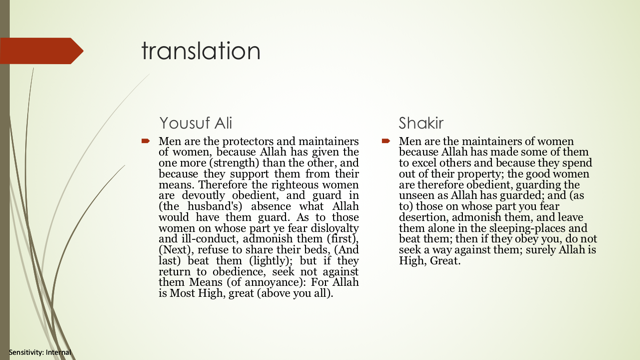 translation
Yousuf Ali
Men are the protectors and maintainers
of women, because Allah has given the
one more (strength) than the other, and
because they support them from their
means. Therefore the righteous women
are devoutly obedient, and guard in
(the husband's) absence what Allah
would have them guard. As to those
women on whose part ye fear disloyalty
and ill-conduct, admonish them (first),
(Next), refuse to share their beds, (And
last) beat them (lightly); but if they
return to obedience, seek not against
them Means (of annoyance): For Allah
is Most High, great (above you all).
Shakir
Men are the maintainers of women
because Allah has made some of them
to excel others and because they spend
out of their property; the good women
are therefore obedient, guarding the
unseen as Allah has guarded; and (as
to) those on whose part you fear
desertion, admonish them, and leave
them alone in the sleeping-places and
beat them; then if they obey you, do not
seek a way against them; surely Allah is
High, Great.
Sensitivity: Internal